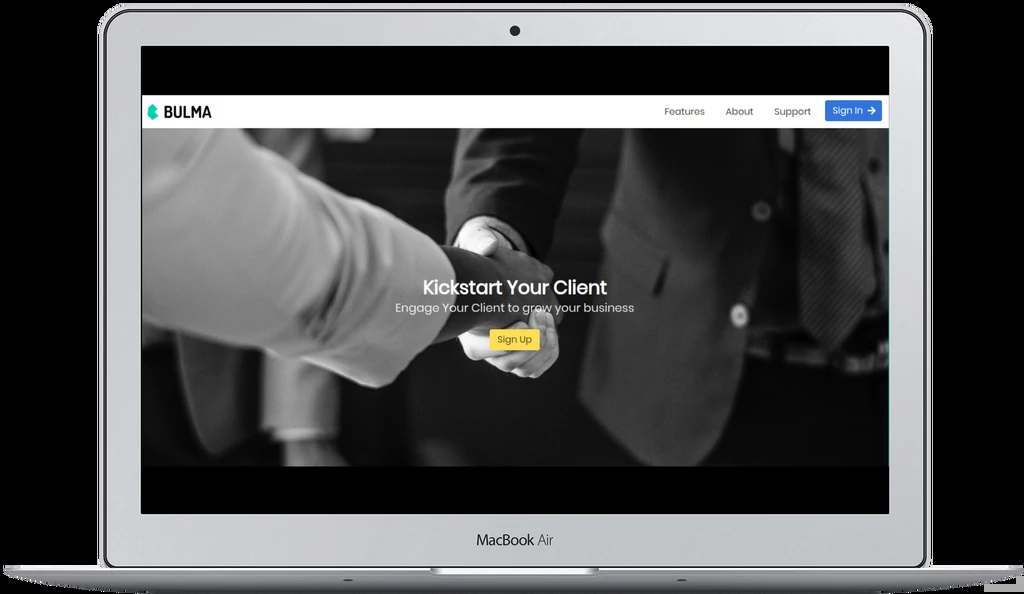 BULMA
Features About Support Sign In →
Kickstart Your Client
Engage Your Client to grow your business
Sign Up
MacBook Air